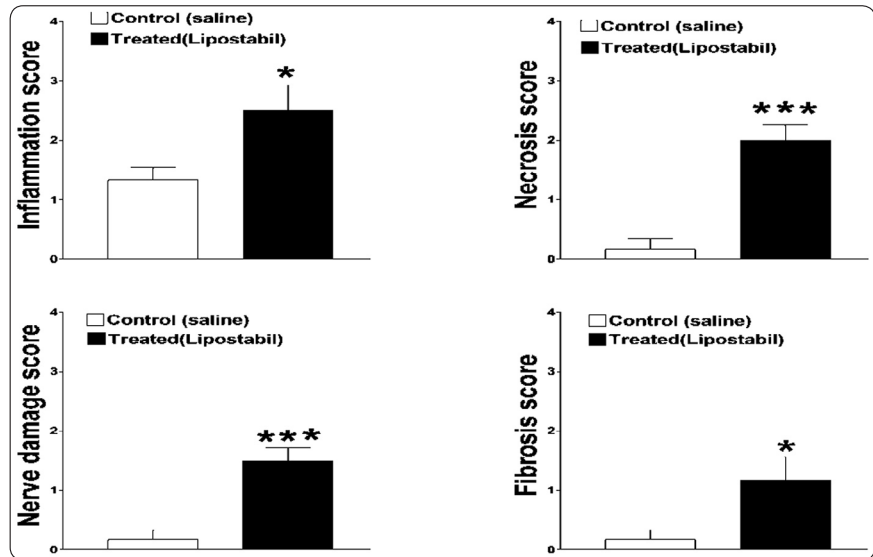 Inflammation score
4
3
2
1
0
Control (saline)
Treated(Lipostabil)
*
Necrosis score
4
3
2
1
0
Control (saline)
Treated(Lipostabil)
***
Nerve damage score
4
3
2
1
0
Control (saline)
Treated(Lipostabil)
***
Fibrosis score
4
3
2
1
0
Control (saline)
Treated(Lipostabil)
*